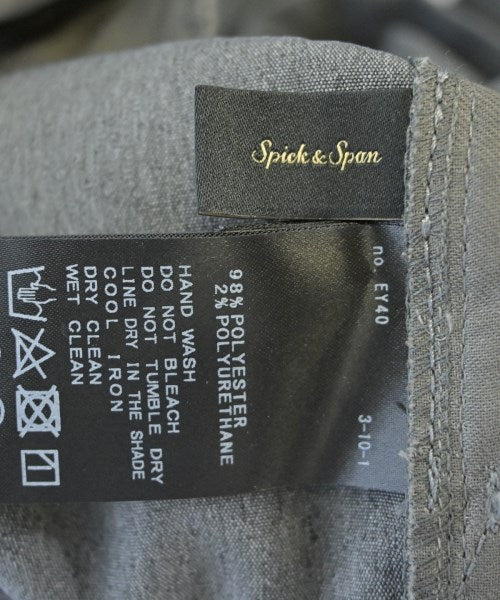 Spick & Span
98% POLYESTER
2% POLYURETHANE
HAND WASH
DO NOT BLEACH
DO NOT TUMBLE DRY
LINE DRY IN THE SHADE
COOL IRON
DRY CLEAN
WET CLEAN
no. EY40
3-10-1